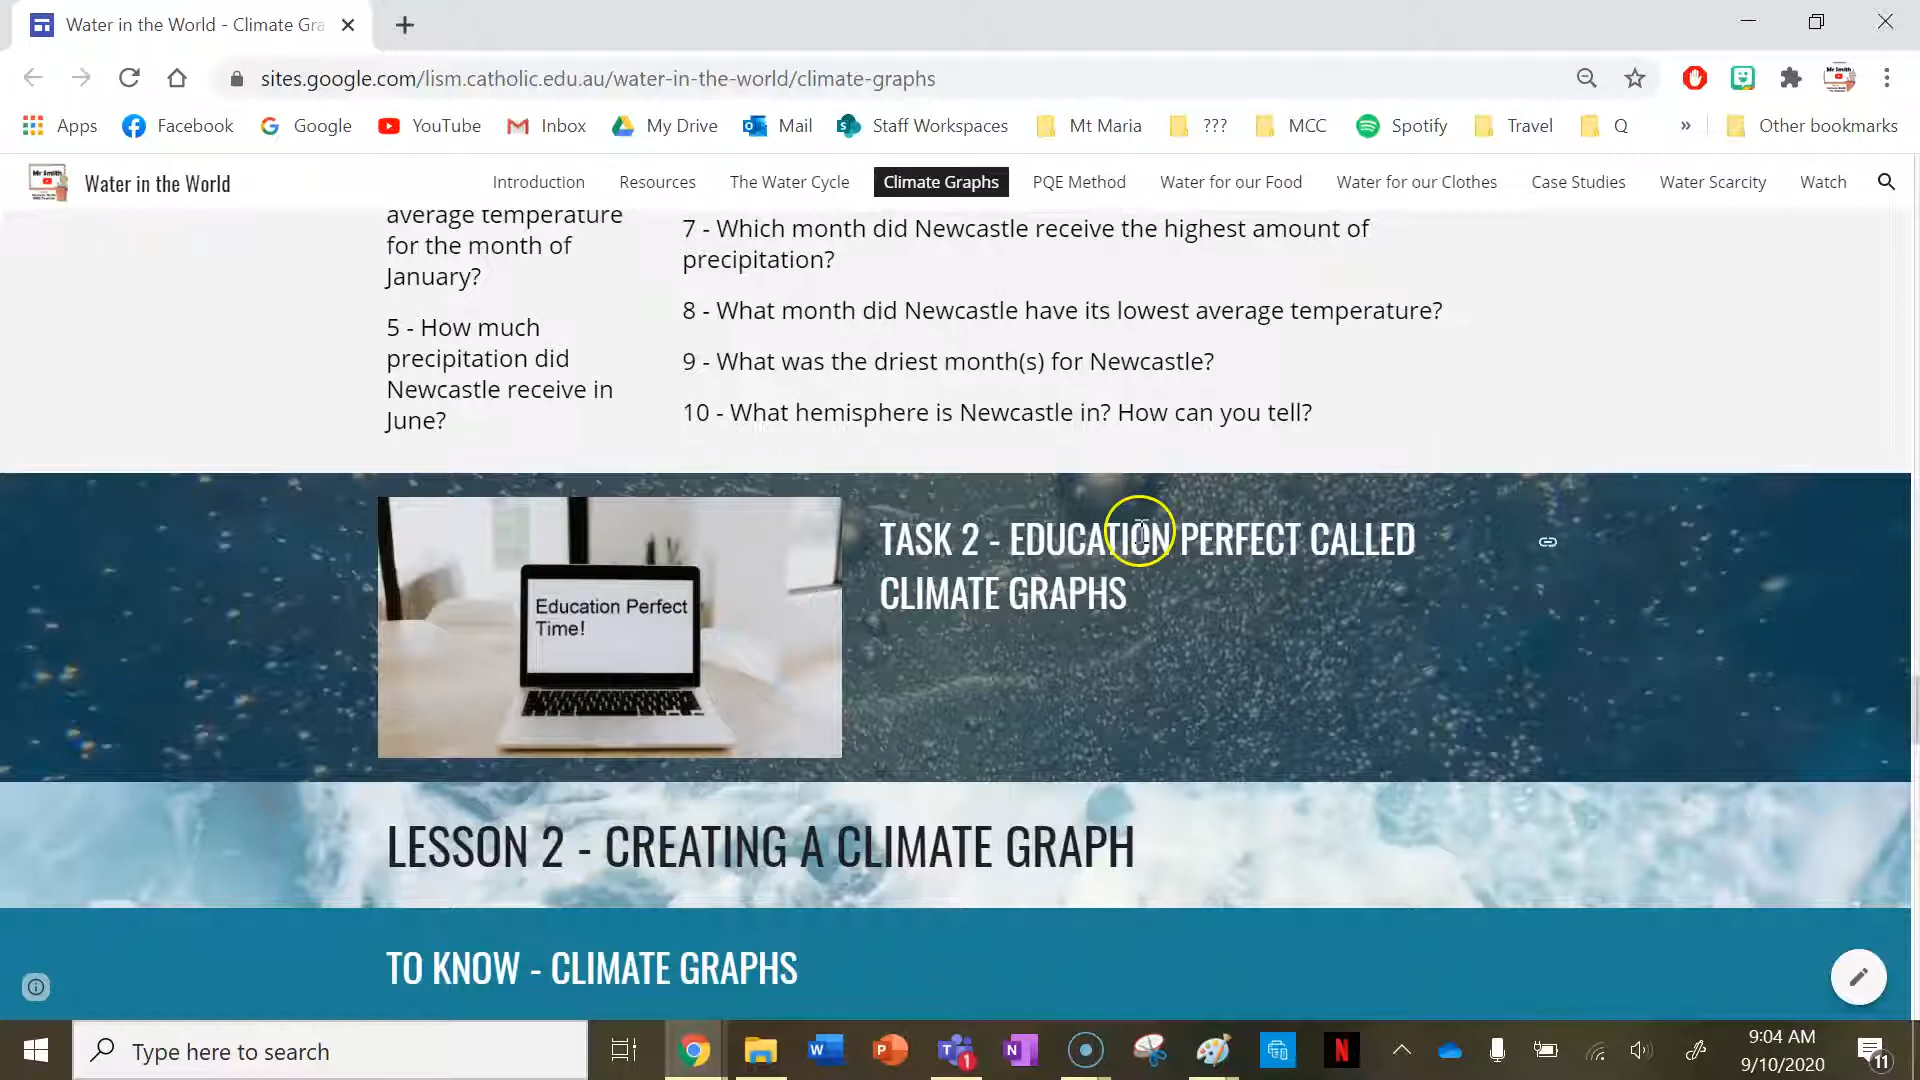 Water in the World - Climate Gra
sites.google.com/lism.catholic.edu.au/water-in-the-world/climate-graphs
Apps Facebook Google YouTube Inbox My Drive Mail Staff Workspaces Mt Maria ??? MCC Spotify Travel Q » Other bookmarks
Mr Smith
Water in the World
Introduction Resources The Water Cycle Climate Graphs PQE Method Water for our Food Water for our Clothes Case Studies Water Scarcity Watch
average temperature
for the month of
January?
5 - How much
precipitation did
Newcastle receive in
June?
7 - Which month did Newcastle receive the highest amount of
precipitation?
8 - What month did Newcastle have its lowest average temperature?
9 - What was the driest month(s) for Newcastle?
10 - What hemisphere is Newcastle in? How can you tell?
Education Perfect
Time!
TASK 2 - EDUCATION PERFECT CALLED
CLIMATE GRAPHS
LESSON 2 - CREATING A CLIMATE GRAPH
TO KNOW - CLIMATE GRAPHS
Type here to search
9:04 AM
9/10/2020
11